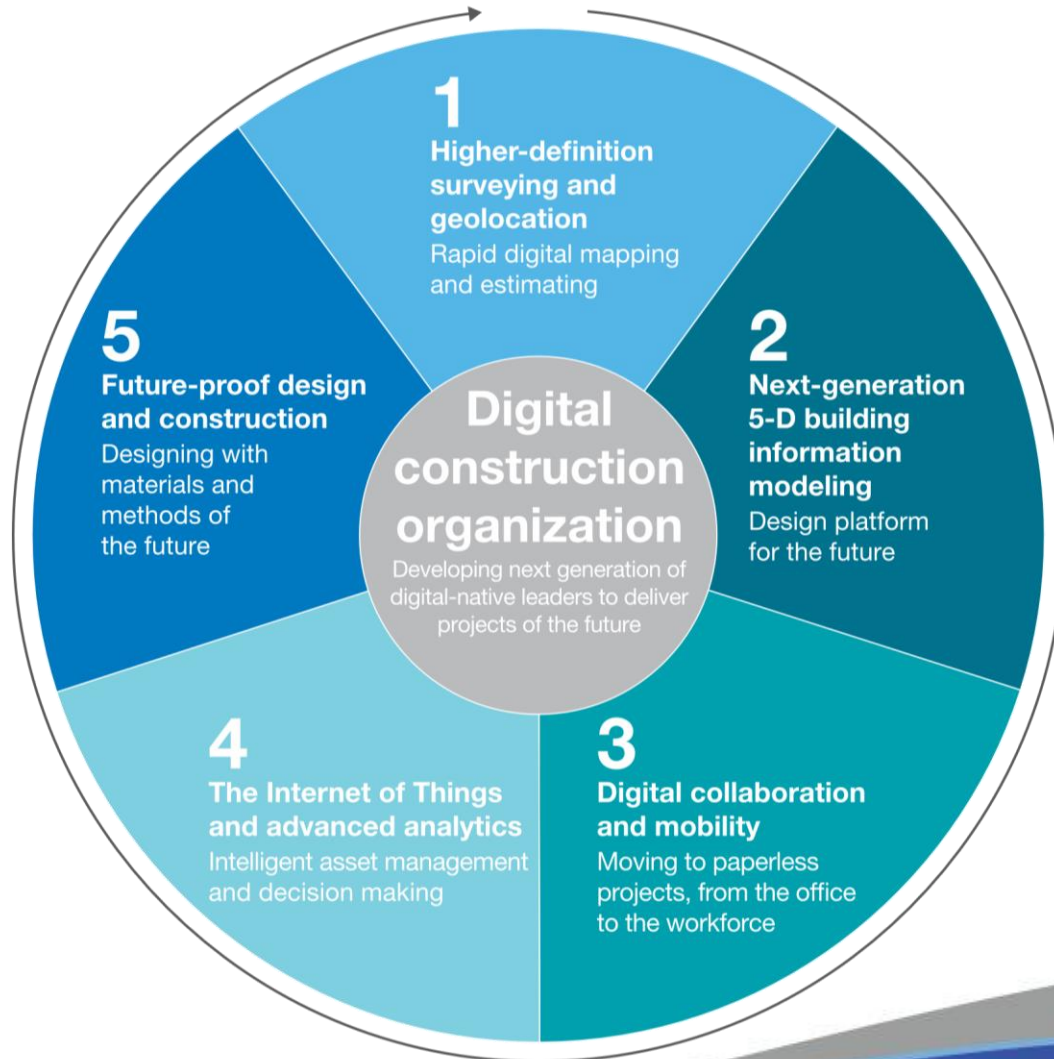 1
Higher-definition
surveying and
geolocation
Rapid digital mapping
and estimating
2
Next-generation
5-D building
information
modeling
Design platform
for the future
3
Digital collaboration
and mobility
Moving to paperless
projects, from the office
to the workforce
4
The Internet of Things
and advanced analytics
Intelligent asset management
and decision making
5
Future-proof design
and construction
Designing with
materials and
methods of
the future
Digital
construction
organization
Developing next generation of
digital-native leaders to deliver
projects of the future